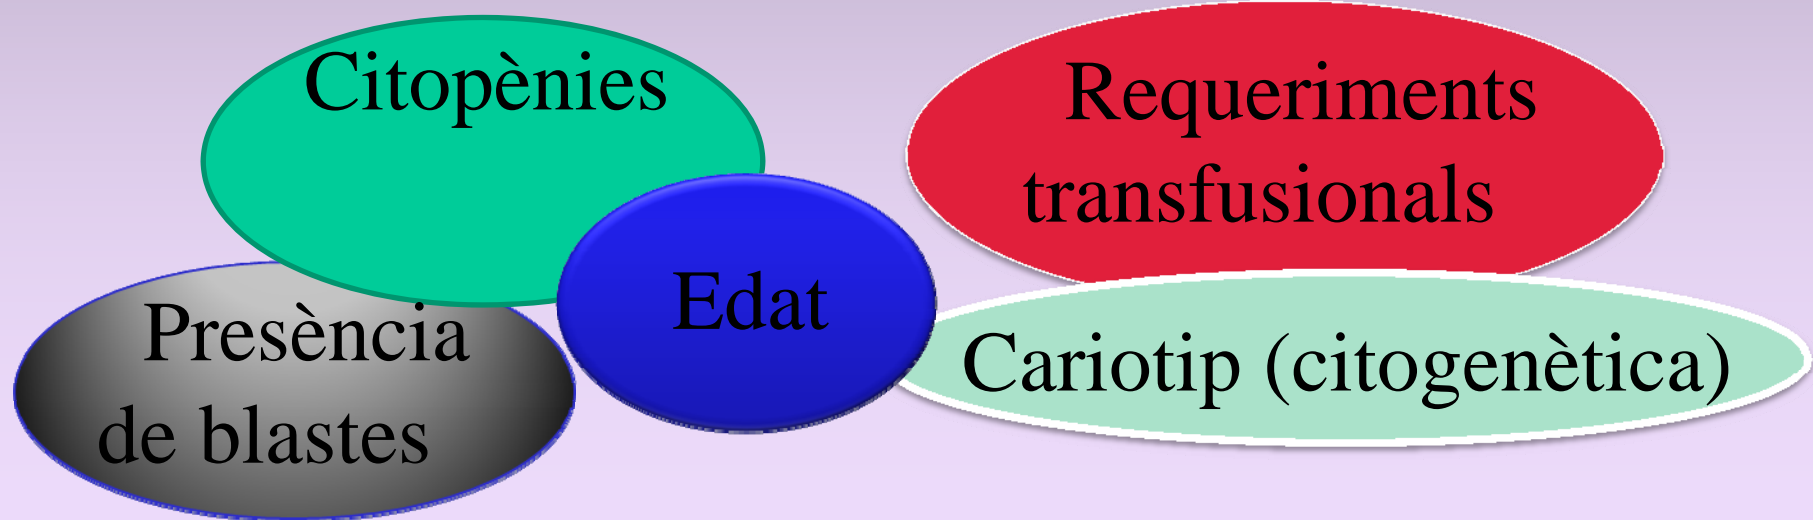 Citopènies
Requeriments
transfusionals
Edat
Presència
de blastes
Cariotip (citogenètica)